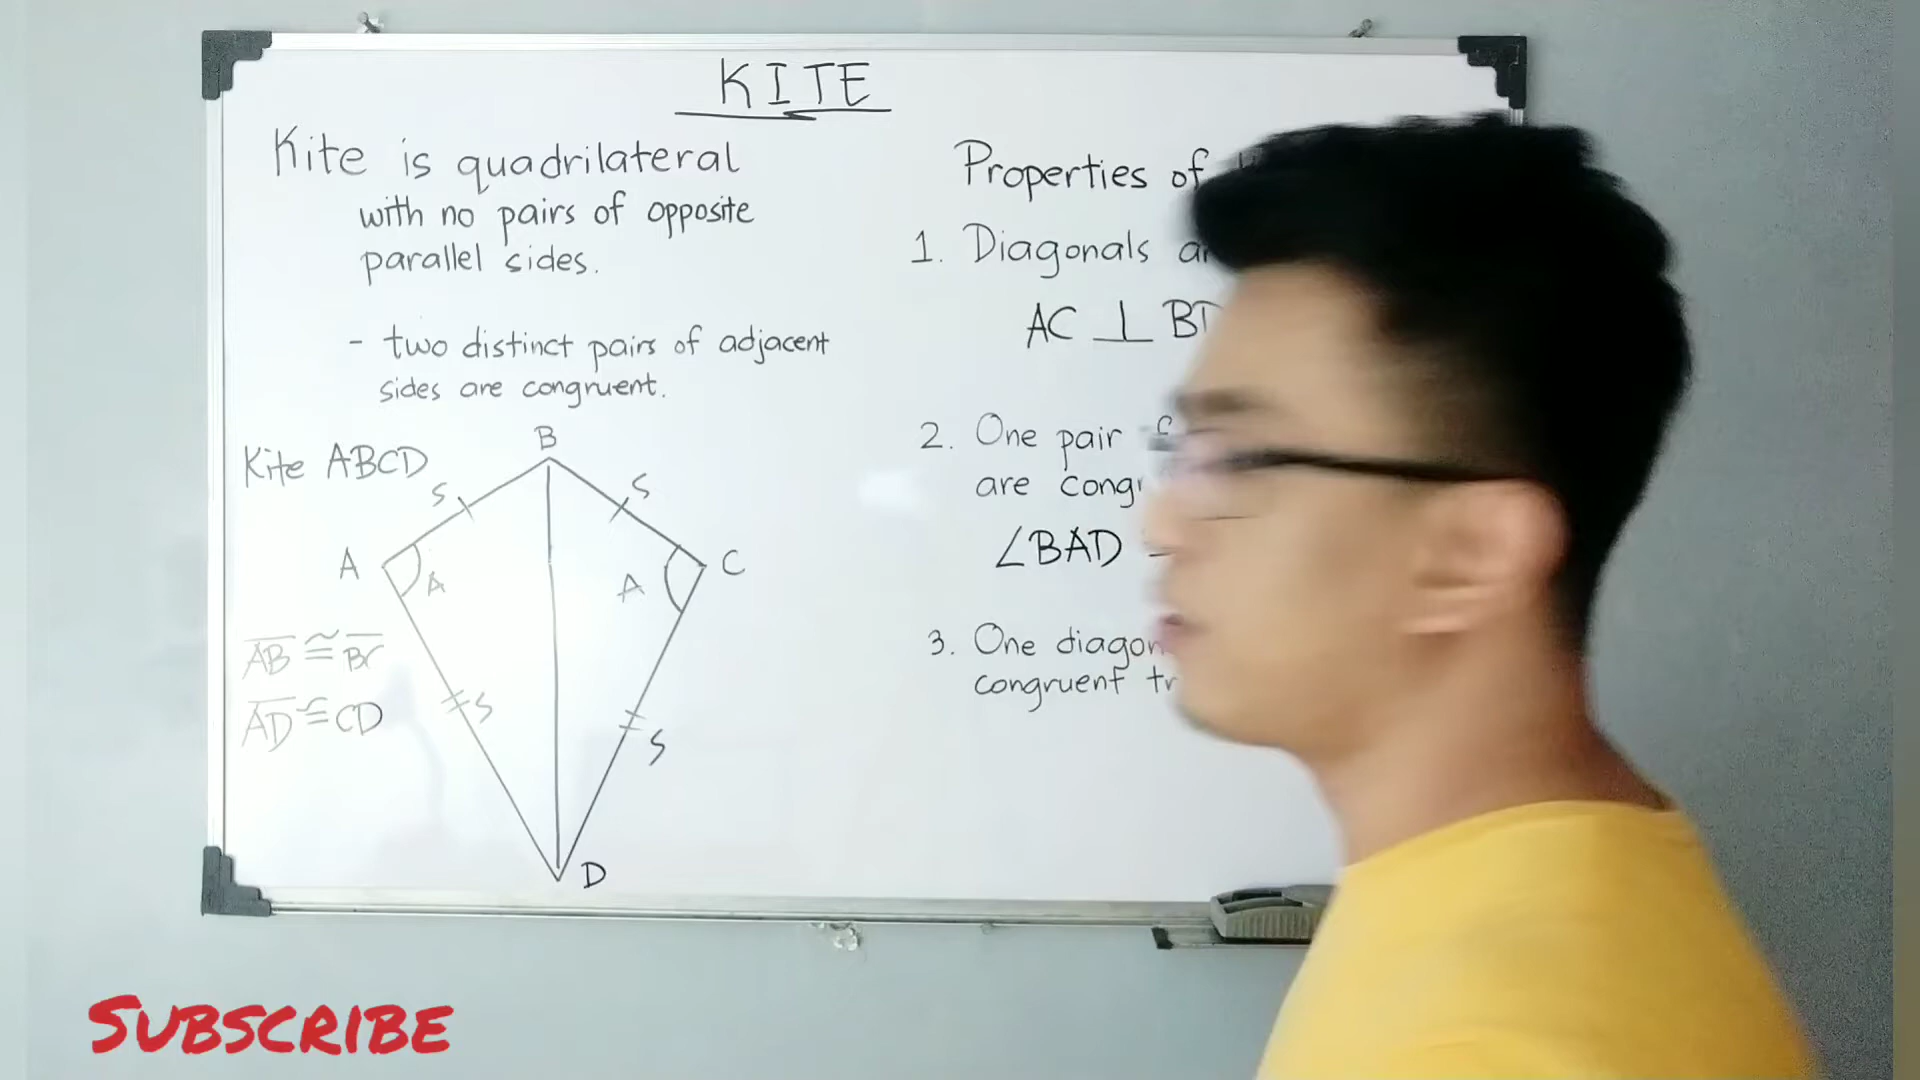 KITE
Kite is quadrilateral
with no pairs of opposite
parallel sides.
- two distinct pairs of adjacent
sides are congruent.
Kite ABCD
B
S
S
A
A
A
C
AB ≅ BC
AD ≅ CD
S
S
D
Properties of
1. Diagonals
AC ⊥ BD
2. One pair
are
∠BAD
3. One
congruent
SUBSCRIBE